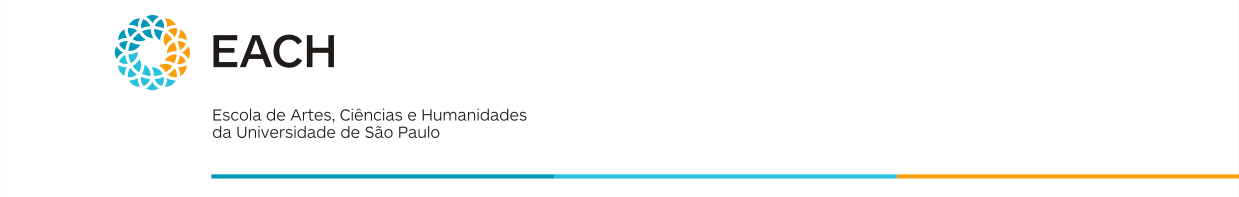 EACH
Escola de Artes, Ciências e Humanidades
da Universidade de São Paulo